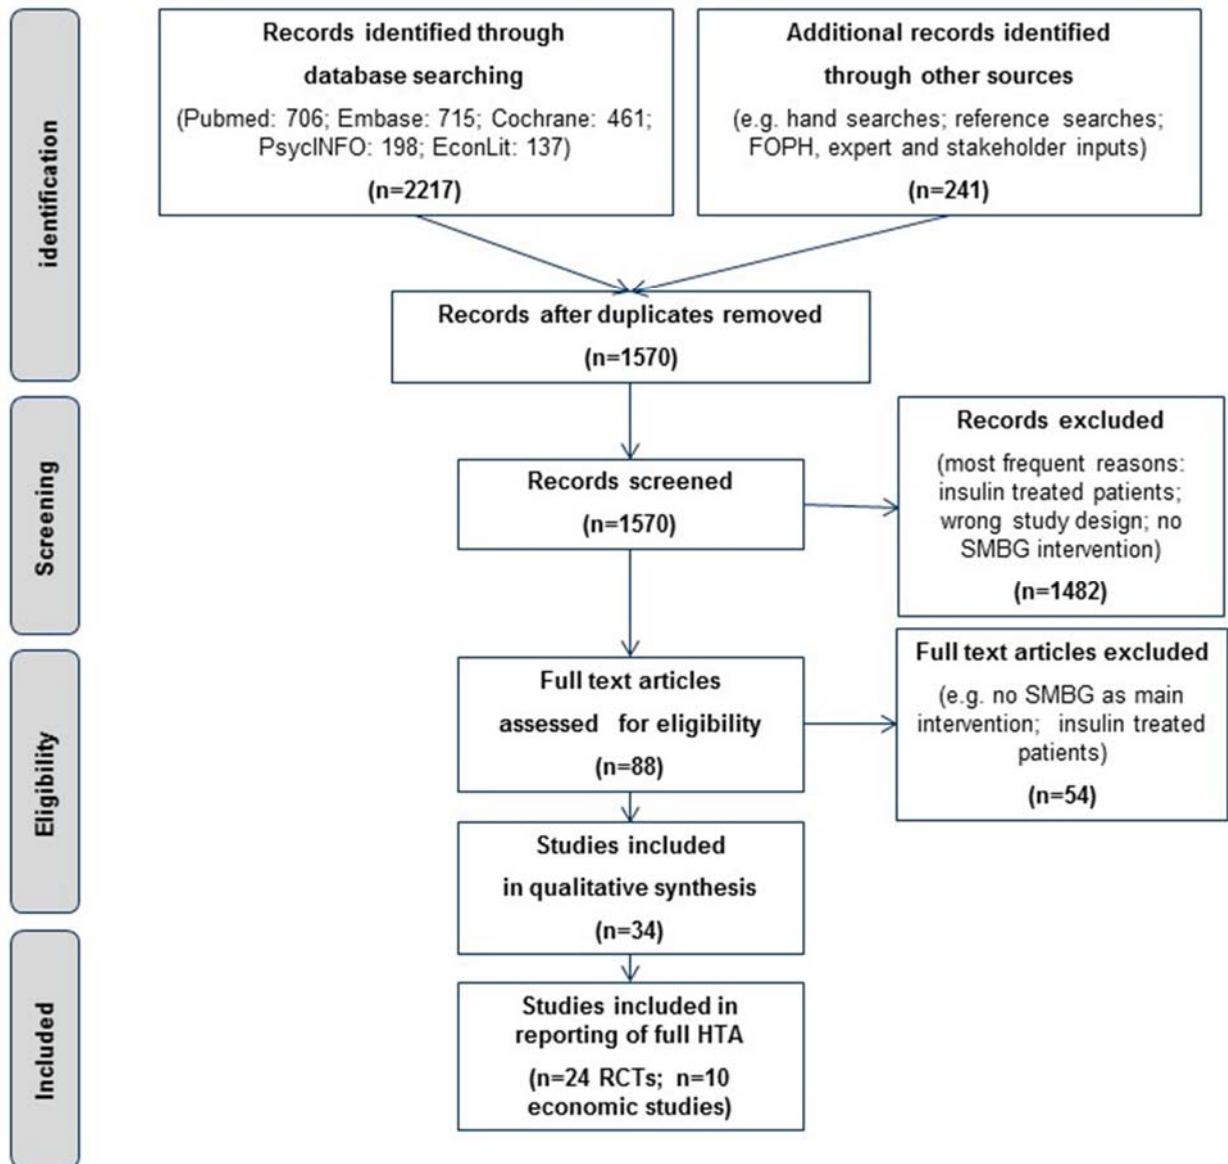 identification
Records identified through
database searching
(Pubmed: 706; Embase: 715; Cochrane: 461;
PsycINFO: 198; EconLit: 137)
(n=2217)
Additional records identified
through other sources
(e.g. hand searches; reference searches;
FOPH, expert and stakeholder inputs)
(n=241)
Records after duplicates removed
(n=1570)
Screening
Records screened
(n=1570)
Records excluded
(most frequent reasons:
insulin treated patients;
wrong study design; no
SMBG intervention)
(n=1482)
Eligibility
Full text articles
assessed for eligibility
(n=88)
Full text articles excluded
(e.g. no SMBG as main
intervention; insulin treated
patients)
(n=54)
Studies included
in qualitative synthesis
(n=34)
Included
Studies included in
reporting of full HTA
(n=24 RCTs; n=10
economic studies)